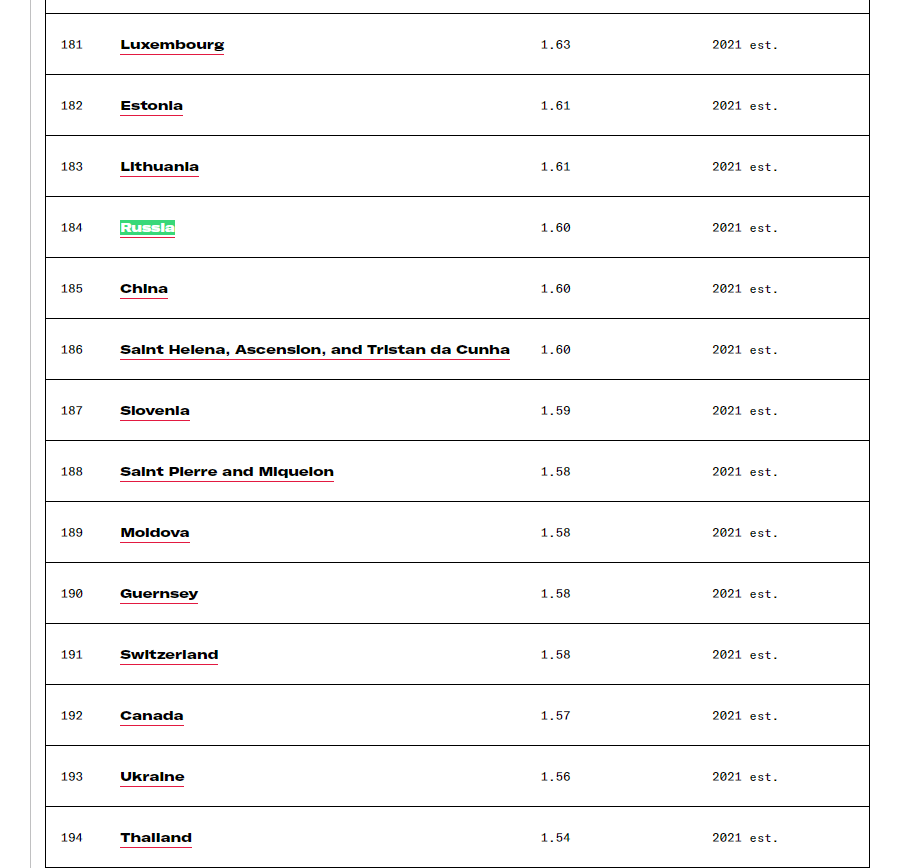 181 Luxembourg 1.63 2021 est.
182 Estonia 1.61 2021 est.
183 Lithuania 1.61 2021 est.
184 Russia 1.60 2021 est.
185 China 1.60 2021 est.
186 Saint Helena, Ascension, and Tristan da Cunha 1.60 2021 est.
187 Slovenia 1.59 2021 est.
188 Saint Pierre and Miquelon 1.58 2021 est.
189 Moldova 1.58 2021 est.
190 Guernsey 1.58 2021 est.
191 Switzerland 1.58 2021 est.
192 Canada 1.57 2021 est.
193 Ukraine 1.56 2021 est.
194 Thailand 1.54 2021 est.